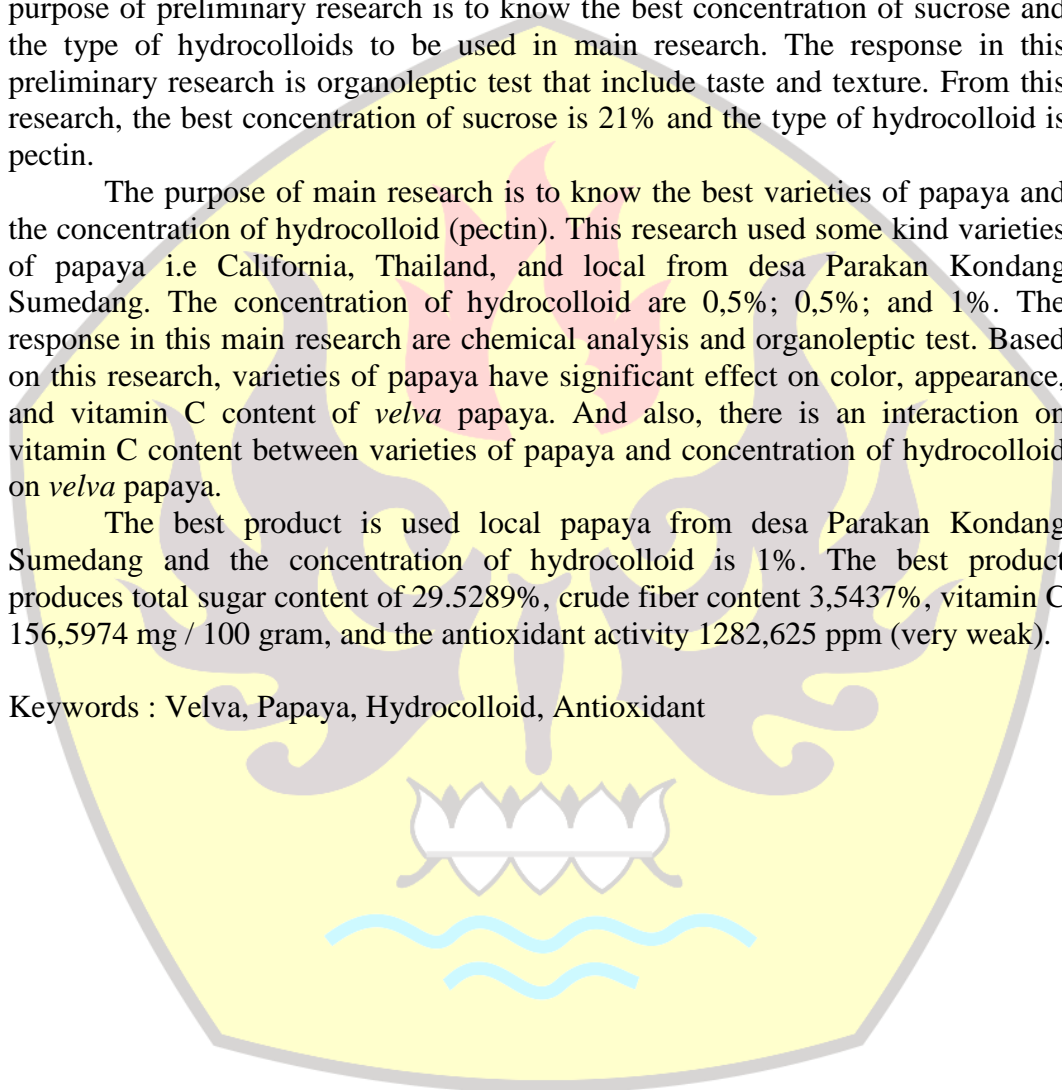 purpose of preliminary research is to know the best concentration of sucrose and
the type of hydrocolloids to be used in main research. The response in this
preliminary research is organoleptic test that include taste and texture. From this
research, the best concentration of sucrose is 21% and the type of hydrocolloid is
pectin.
The purpose of main research is to know the best varieties of papaya and
the concentration of hydrocolloid (pectin). This research used some kind varieties
of papaya i.e California, Thailand, and local from desa Parakan Kondang
Sumedang. The concentration of hydrocolloid are 0,5%; 0,5%; and 1%. The
response in this main research are chemical analysis and organoleptic test. Based
on this research, varieties of papaya have significant effect on color, appearance,
and vitamin C content of velva papaya. And also, there is an interaction on
vitamin C content between varieties of papaya and concentration of hydrocolloid
on velva papaya.
The best product is used local papaya from desa Parakan Kondang
Sumedang and the concentration of hydrocolloid is 1%. The best product
produces total sugar content of 29.5289%, crude fiber content 3,5437%, vitamin C
156,5974 mg / 100 gram, and the antioxidant activity 1282,625 ppm (very weak).
Keywords : Velva, Papaya, Hydrocolloid, Antioxidant